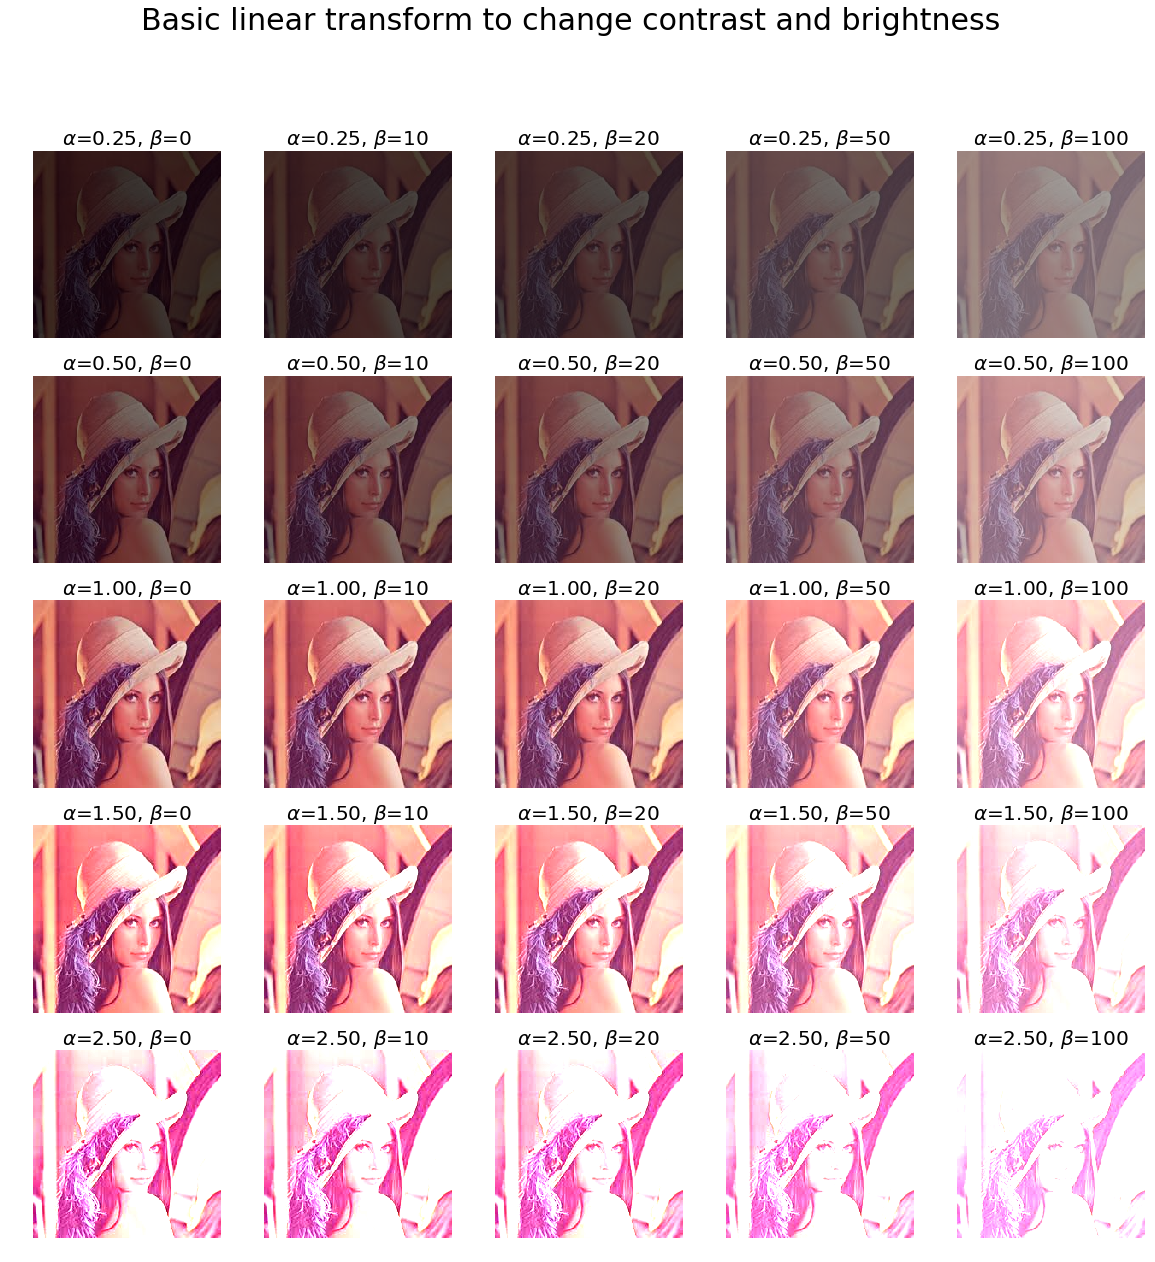 Basic linear transform to change contrast and brightness
α=0.25, β=0 α=0.25, β=10 α=0.25, β=20 α=0.25, β=50 α=0.25, β=100
α=0.50, β=0 α=0.50, β=10 α=0.50, β=20 α=0.50, β=50 α=0.50, β=100
α=1.00, β=0 α=1.00, β=10 α=1.00, β=20 α=1.00, β=50 α=1.00, β=100
α=1.50, β=0 α=1.50, β=10 α=1.50, β=20 α=1.50, β=50 α=1.50, β=100
α=2.50, β=0 α=2.50, β=10 α=2.50, β=20 α=2.50, β=50 α=2.50, β=100